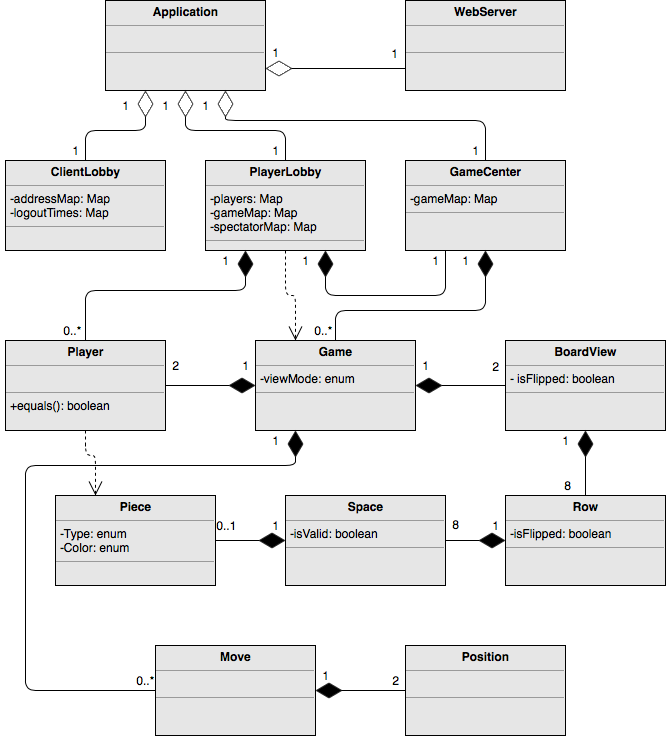 Application
WebServer
1
1
1
1
1
1
1
1
ClientLobby
-addressMap: Map
-logoutTimes: Map
PlayerLobby
-players: Map
-gameMap: Map
-spectatorMap: Map
GameCenter
-gameMap: Map
1
1
1
1
0..*
0..*
Player
+equals(): boolean
2
1
Game
-viewMode: enum
1
2
BoardView
- isFlipped: boolean
1
1
8
Piece
-Type: enum
-Color: enum
0..1
1
Space
-isValid: boolean
8
1
Row
-isFlipped: boolean
Move
0..*
1
2
Position